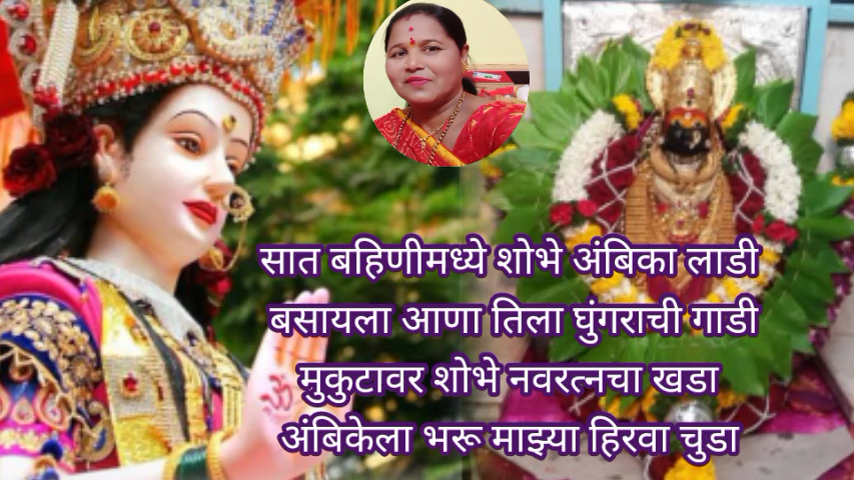 सात बहिणीमध्ये शोभे अंबिका लाडी
बसायला आणा तिला घुंगराची गाडी
मुकुटावर शोभे नवरत्नचा खडा
अंबिकेला भरू माझ्या हिरवा चुडा